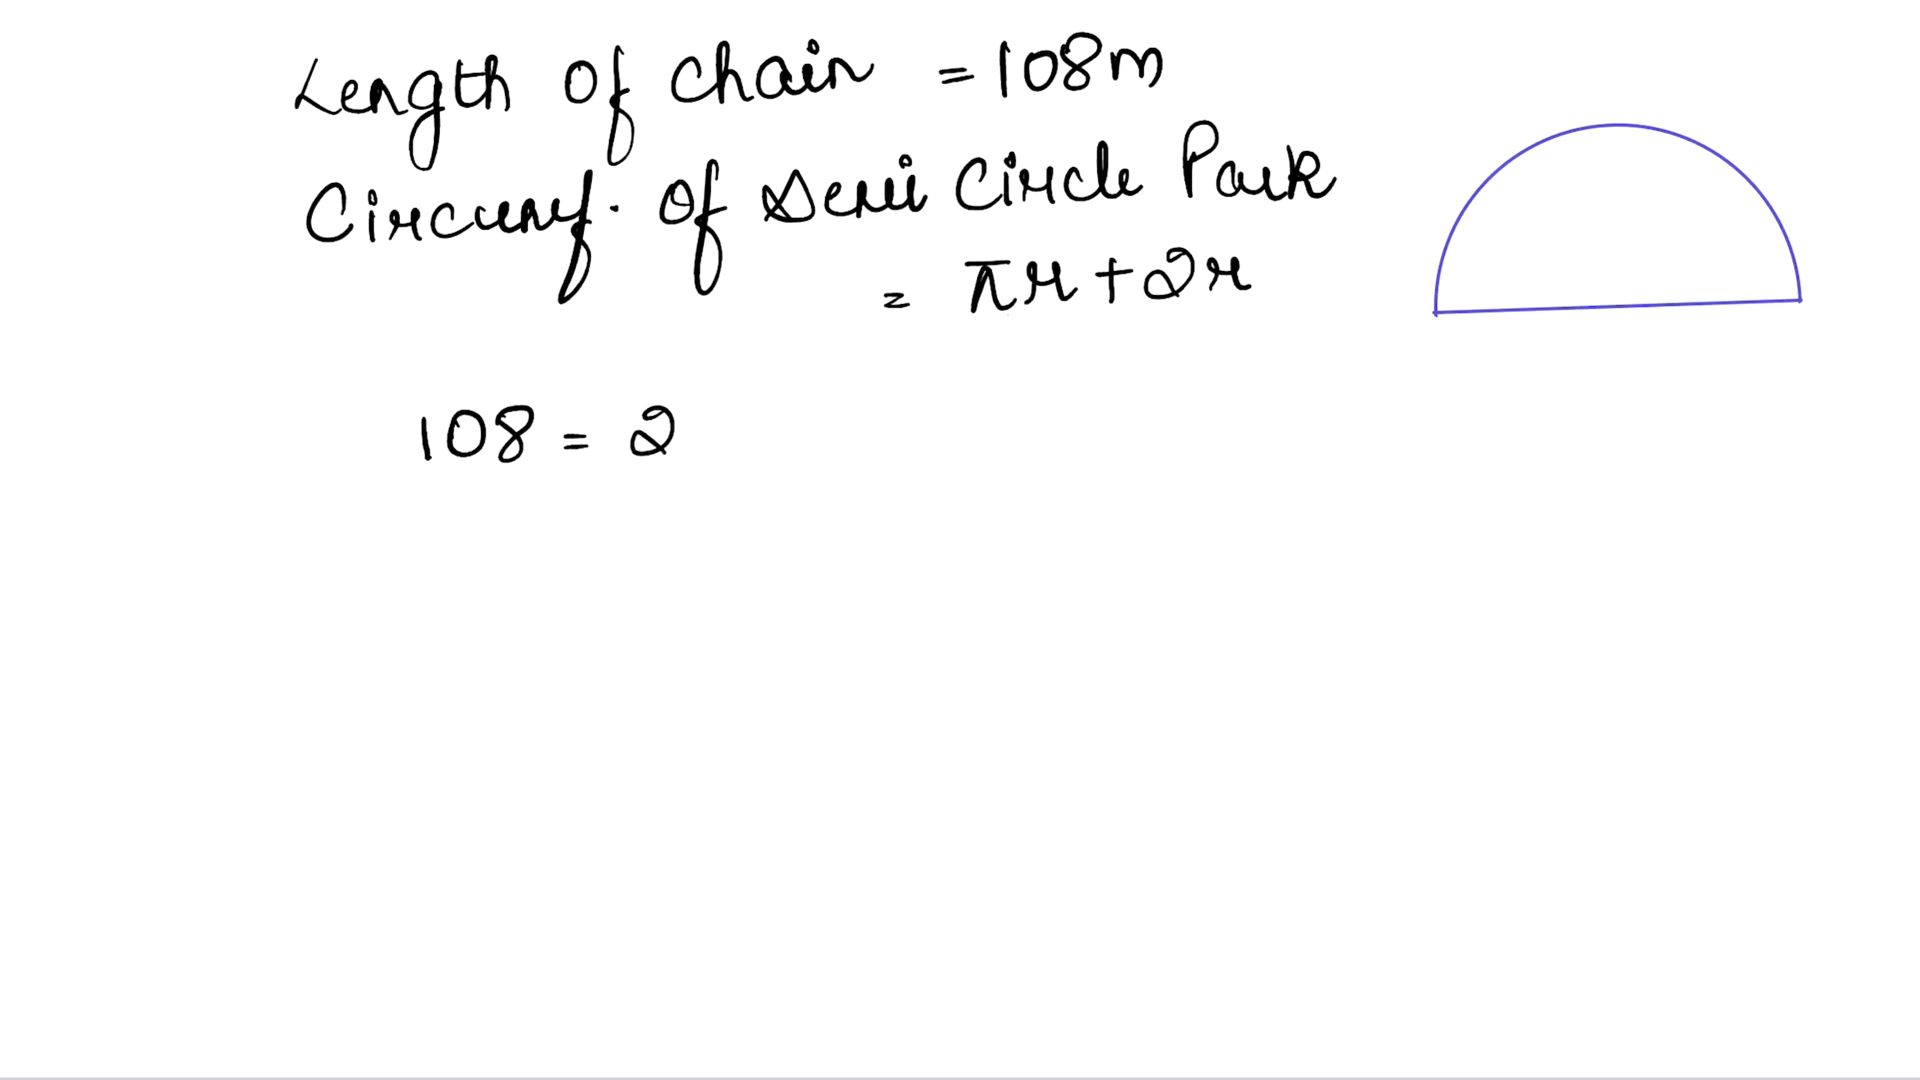 Length of chain = 108m
Circumf. of Semi Circle Park
= πr + 2r
108 = 2